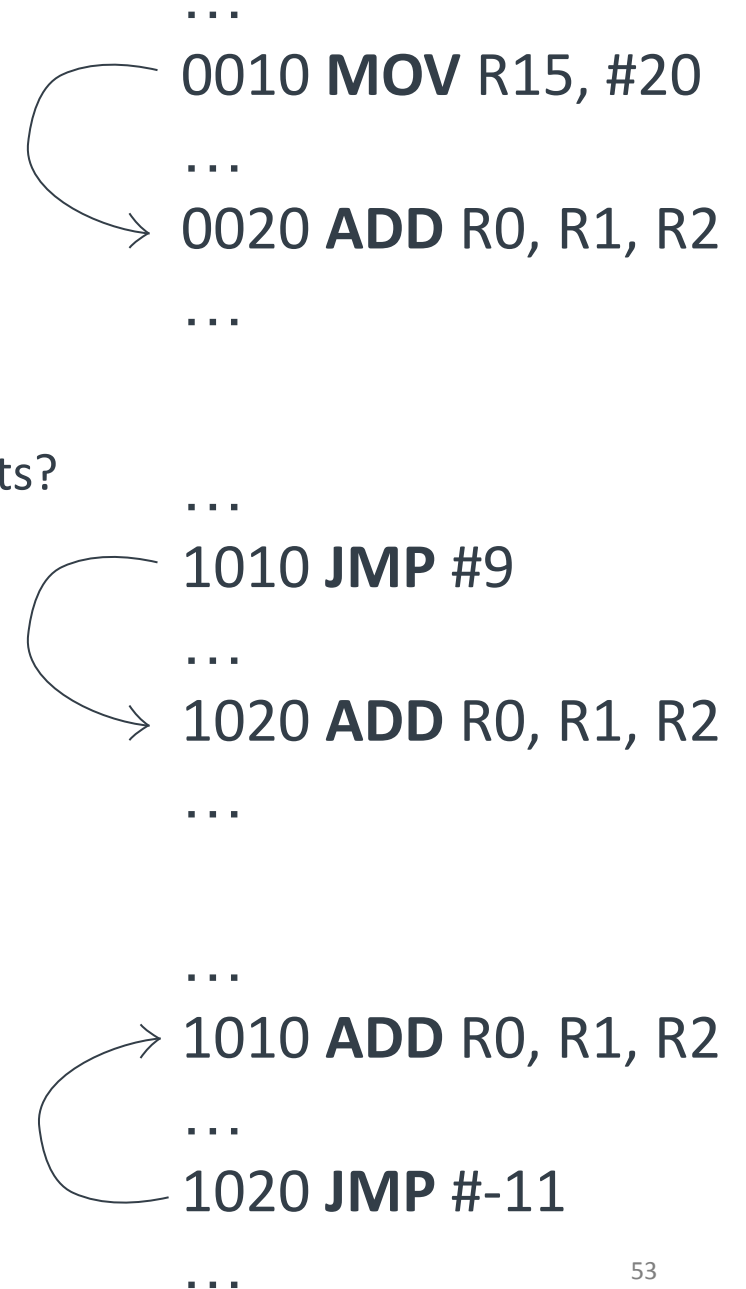 ...
0010 MOV R15, #20
...
0020 ADD R0, R1, R2
...
ts?
...
1010 JMP #9
...
1020 ADD R0, R1, R2
...
...
1010 ADD R0, R1, R2
...
1020 JMP #-11
...
53